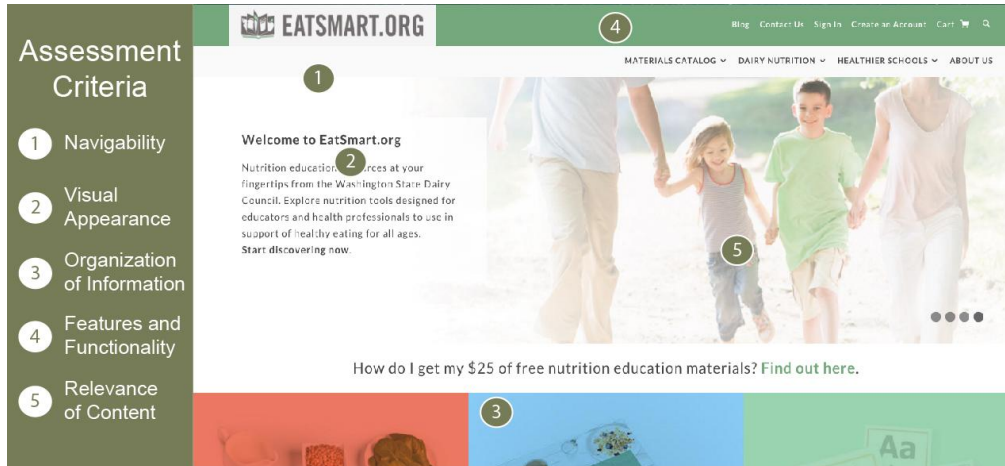 Assessment
Criteria
1 Navigability
2 Visual
Appearance
3 Organization
of Information
4 Features and
Functionality
5 Relevance
of Content
EATSMART.ORG
4
Blog Contact Us Sign In Create an Account Cart
MATERIALS CATALOG DAIRY NUTRITION HEALTHIER SCHOOLS ABOUT US
1
Welcome to EatSmart.org
2
Nutrition education rces at your
fingertips from the Washington State Dairy
Council. Explore nutrition tools designed for
educators and health professionals to use in
support of healthy eating for all ages.
Start discovering now.
5
How do I get my $25 of free nutrition education materials? Find out here.
3
Aa